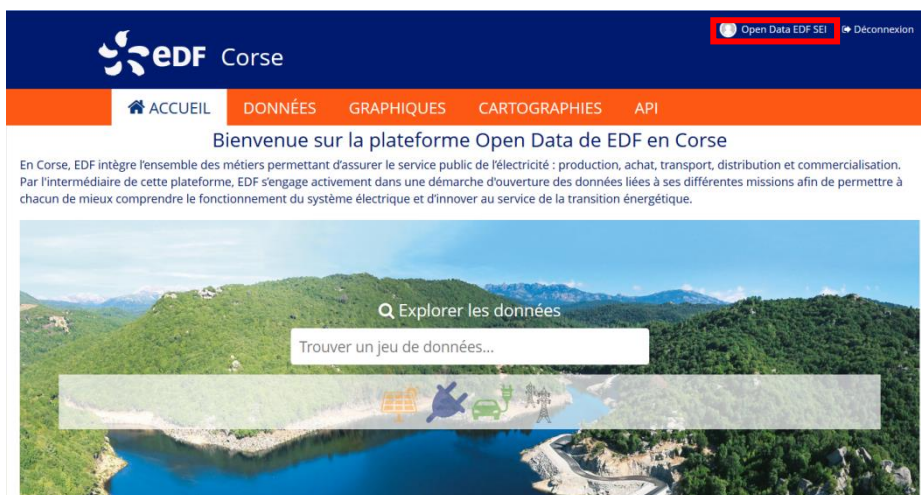 Open Data EDF SEI
Déconnexion
eDF Corse
ACCUEIL DONNÉES GRAPHIQUES CARTOGRAPHIES API
Bienvenue sur la plateforme Open Data de EDF en Corse
En Corse, EDF intègre l'ensemble des métiers permettant d'assurer le service public de l'électricité : production, achat, transport, distribution et commercialisation.
Par l'intermédiaire de cette plateforme, EDF s'engage activement dans une démarche d'ouverture des données liées à ses différentes missions afin de permettre à
chacun de mieux comprendre le fonctionnement du système électrique et d'innover au service de la transition énergétique.
Explorer les données
Trouver un jeu de données...